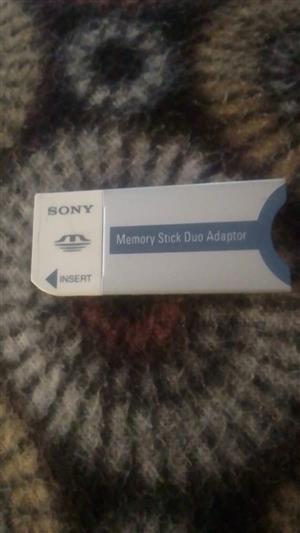 SONY
Memory Stick Duo Adaptor
INSERT